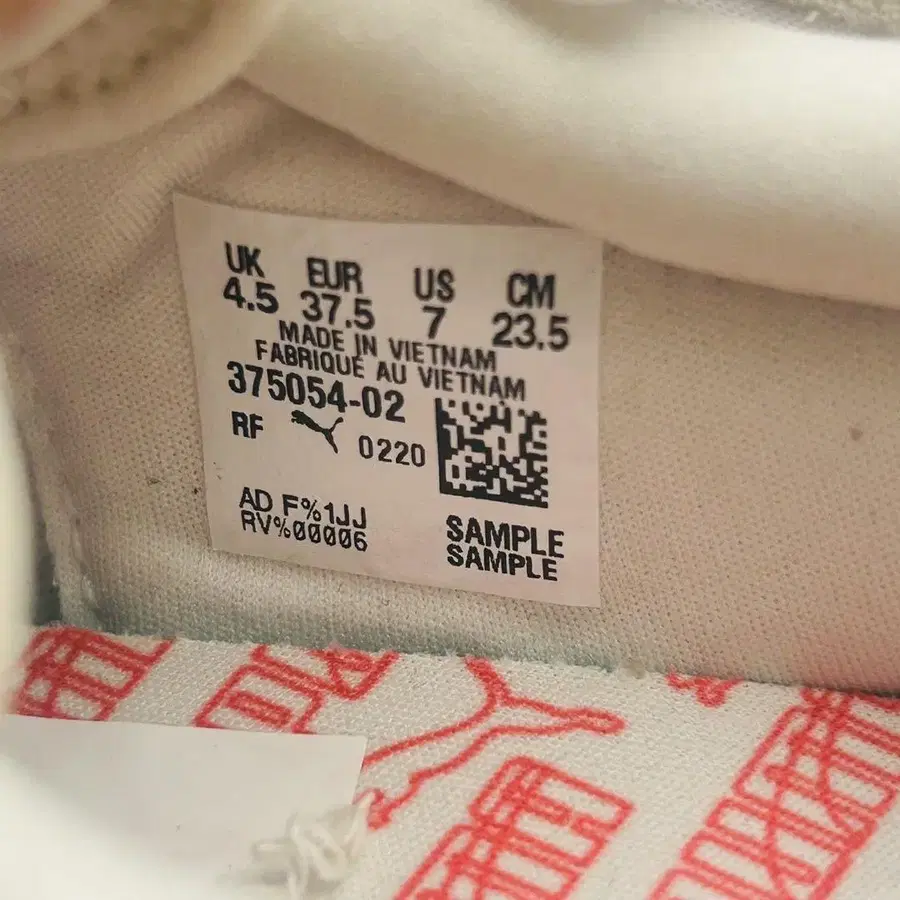 UK EUR US CM
4.5 37.5 7 23.5
MADE IN VIETNAM
FABRIQUÉ AU VIETNAM
375054-02
RF 0220
AD F%1JJ
RV%00006
SAMPLE
SAMPLE